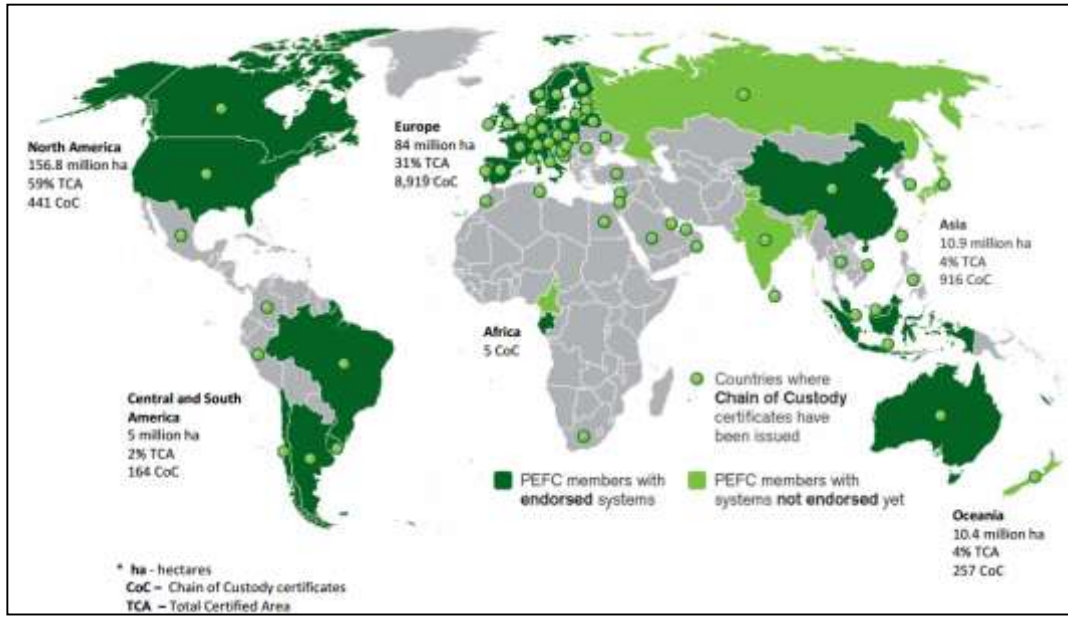 North America
156.8 million ha
59% TCA
441 CoC
Europe
84 million ha
31% TCA
8,919 CoC
Asia
10.9 million ha
4% TCA
916 CoC
Africa
5 CoC
Central and South
America
5 million ha
2% TCA
164 CoC
Countries where
Chain of Custody
certificates have
been issued
PEFC members with
endorsed systems
PEFC members with
systems not endorsed yet
Oceania
10.4 million ha
4% TCA
257 CoC
* ha - hectares
CoC – Chain of Custody certificates
TCA – Total Certified Area